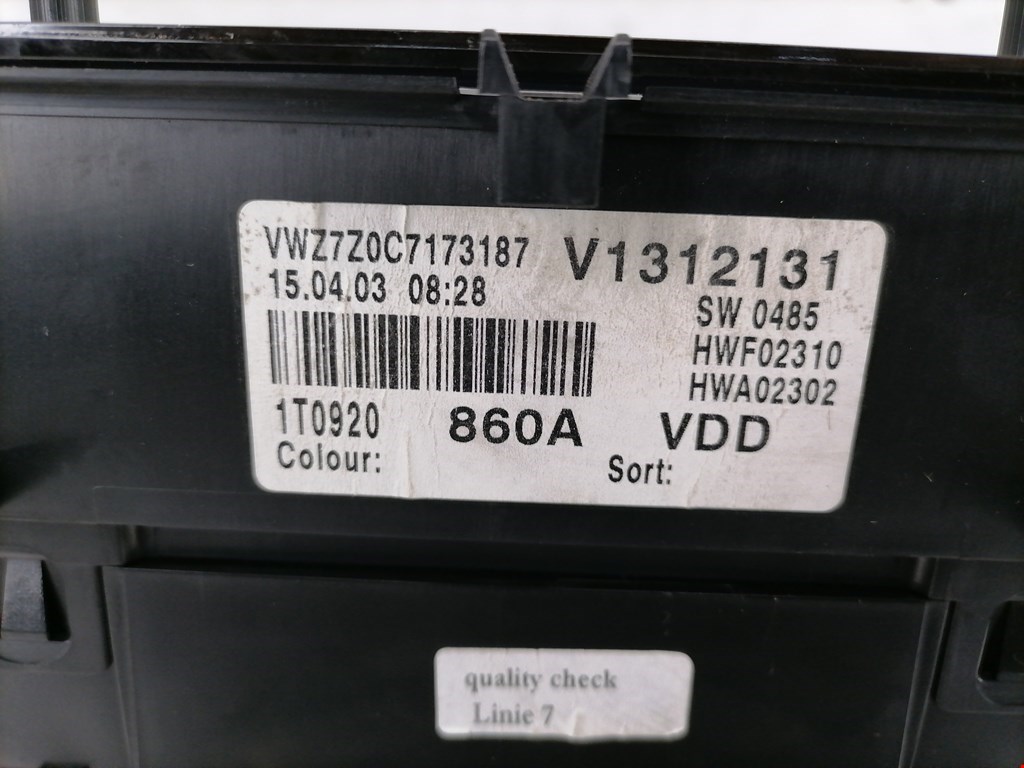 VWZ7Z0C7173187 V1312131
15.04.03 08:28 SW 0485
HWF02310
HWA02302
1T0920 860A VDD
Colour: Sort:
quality check
Linie 7